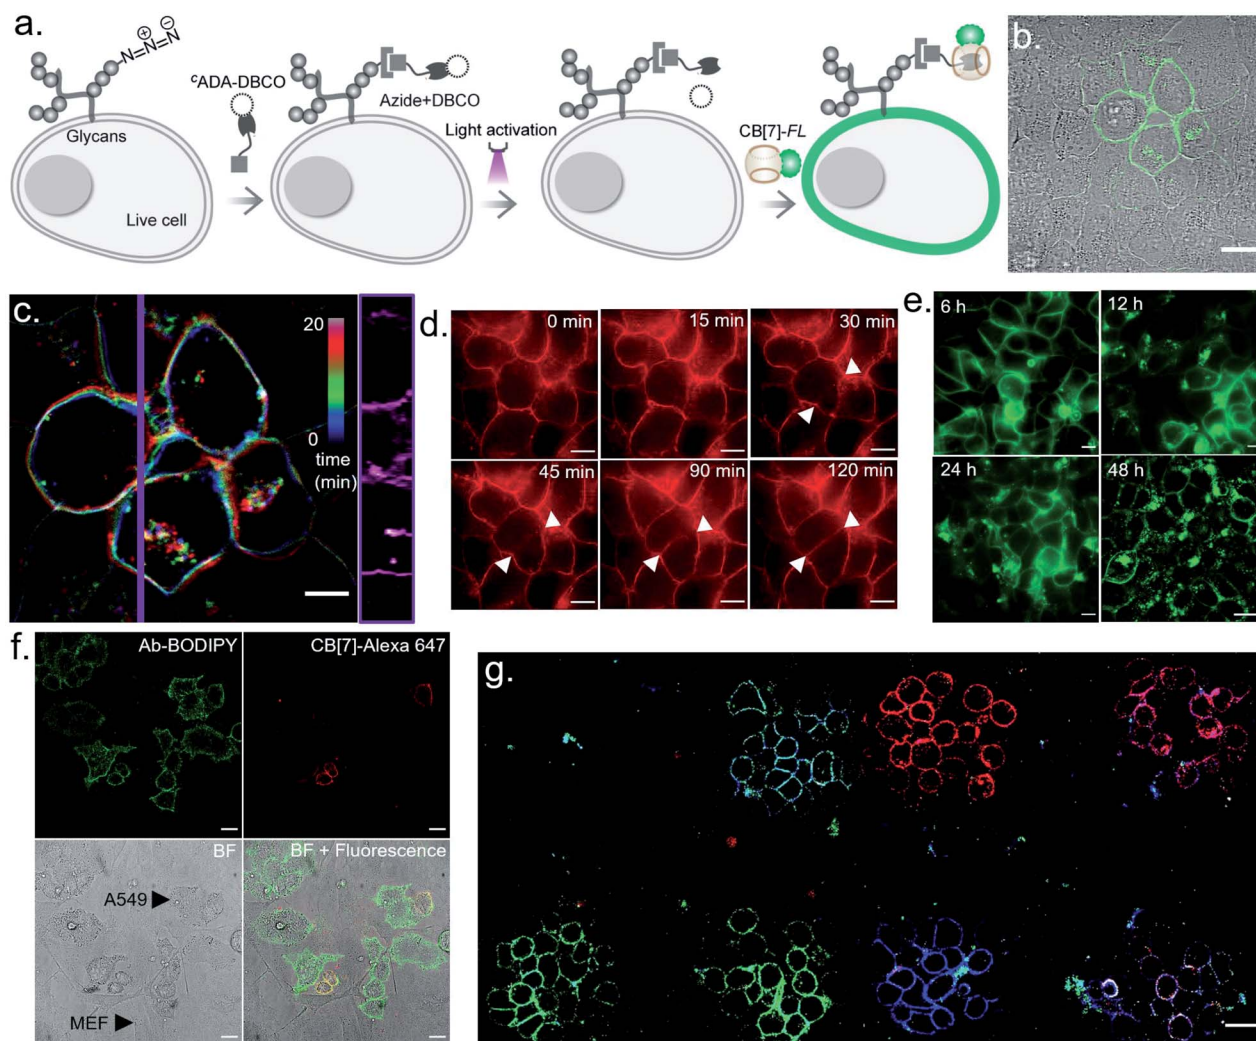 a.
N=N=N
⊕ ⊖
ᶜADA-DBCO
Glycans
Live cell
Azide+DBCO
Light activation
CB[7]-FL
b.
c.
20
0
time
(min)
d.
0 min
15 min
30 min
45 min
90 min
120 min
e.
6 h
12 h
24 h
48 h
f.
Ab-BODIPY
CB[7]-Alexa 647
BF
BF + Fluorescence
A549
MEF
g.